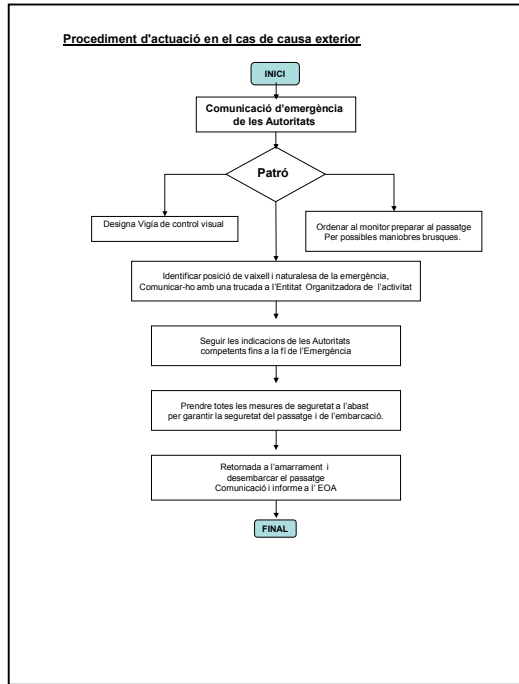 Procediment d'actuació en el cas de causa exterior
INICI
Comunicació d'emergència
de les Autoritats
Patró
Designa Vigía de control visual
Ordenar al monitor preparar al passatge
Per possibles maniobres brusques.
Identificar posició de vaixell i naturalesa de la emergència,
Comunicar-ho amb una trucada a l'Entitat Organitzadora de l'activitat
Seguir les indicacions de les Autoritats
competents fins a la fí de l'Emergència
Prendre totes les mesures de seguretat a l'abast
per garantir la seguretat del passatge i de l'embarcació.
Retornada a l'amarrament i
desembarcar el passatge
Comunicació i informe a l' EOA
FINAL